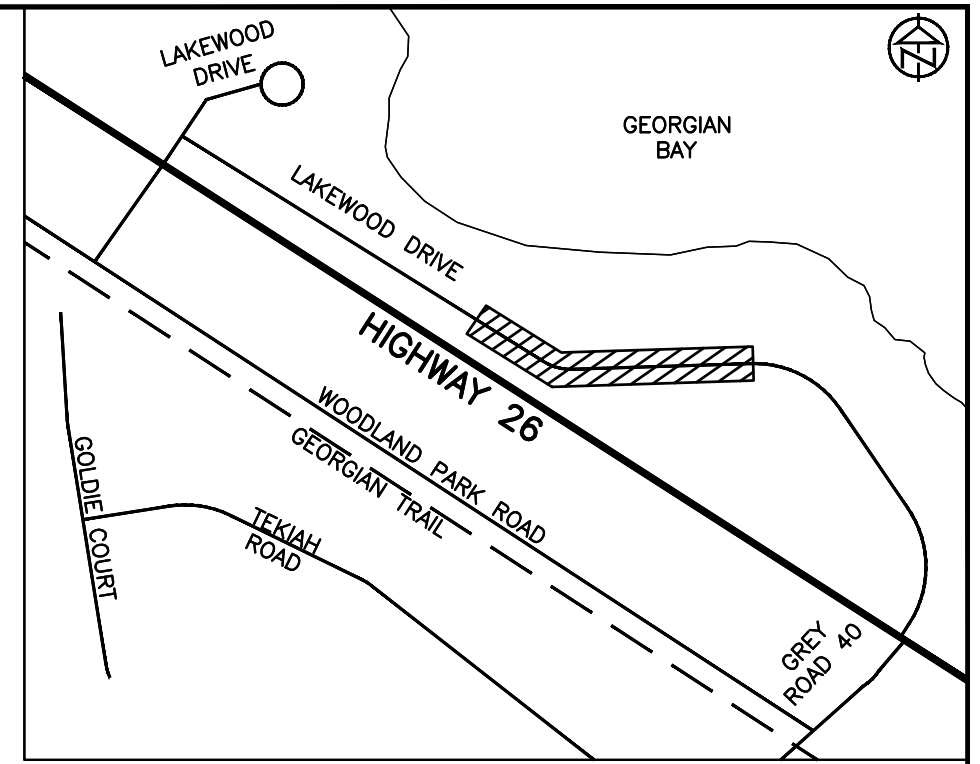 LAKEWOOD
DRIVE
N
GEORGIAN
BAY
LAKEWOOD DRIVE
HIGHWAY 26
WOODLAND PARK ROAD
GEORGIAN TRAIL
GOLDIE COURT
TEKIAH
ROAD
GREY
ROAD 40